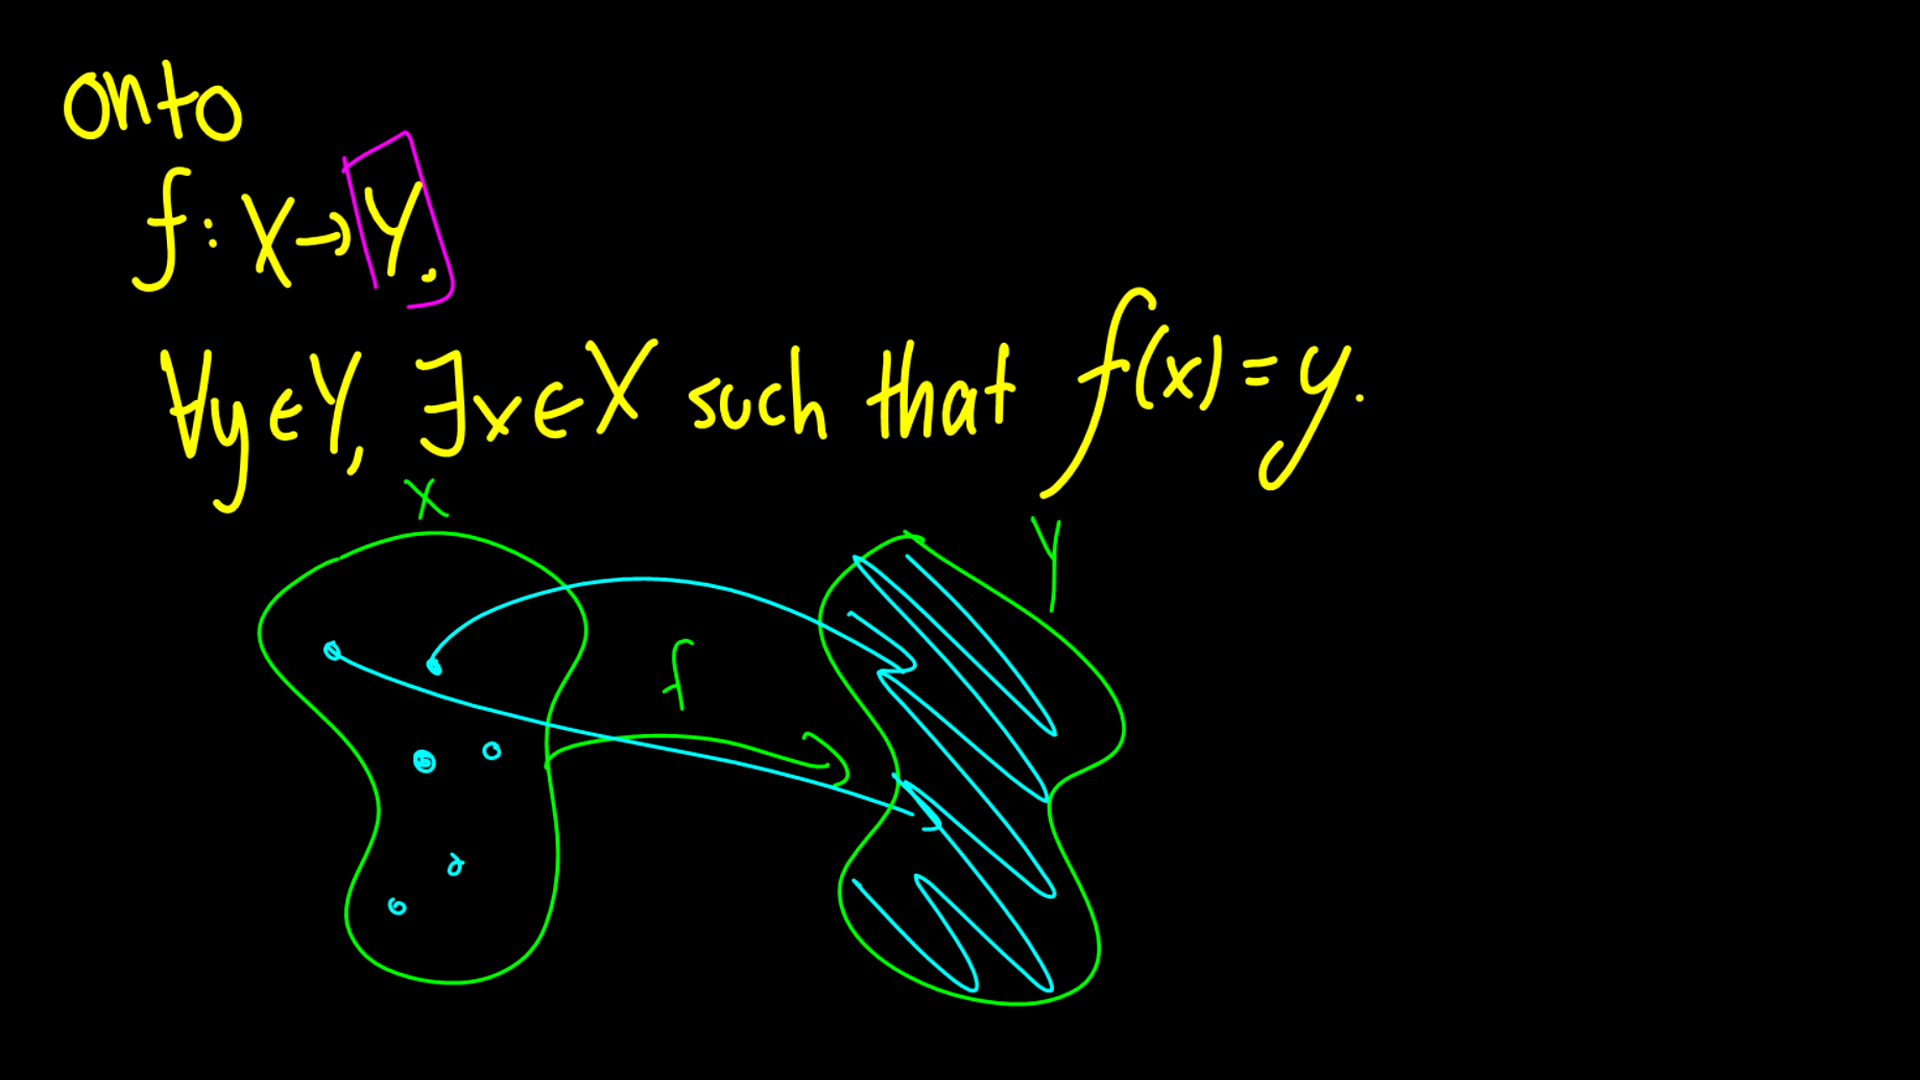 onto
f: X→Y,
∀y∈Y, ∃x∈X such that f(x)=y.
X
Y
f